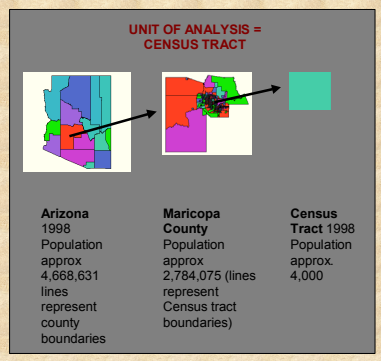 UNIT OF ANALYSIS =
CENSUS TRACT
Arizona
1998
Population
approx
4,668,631
lines
represent
county
boundaries
Maricopa
County
Population
approx
2,784,075 (lines
represent
Census tract
boundaries)
Census
Tract 1998
Population
approx.
4,000